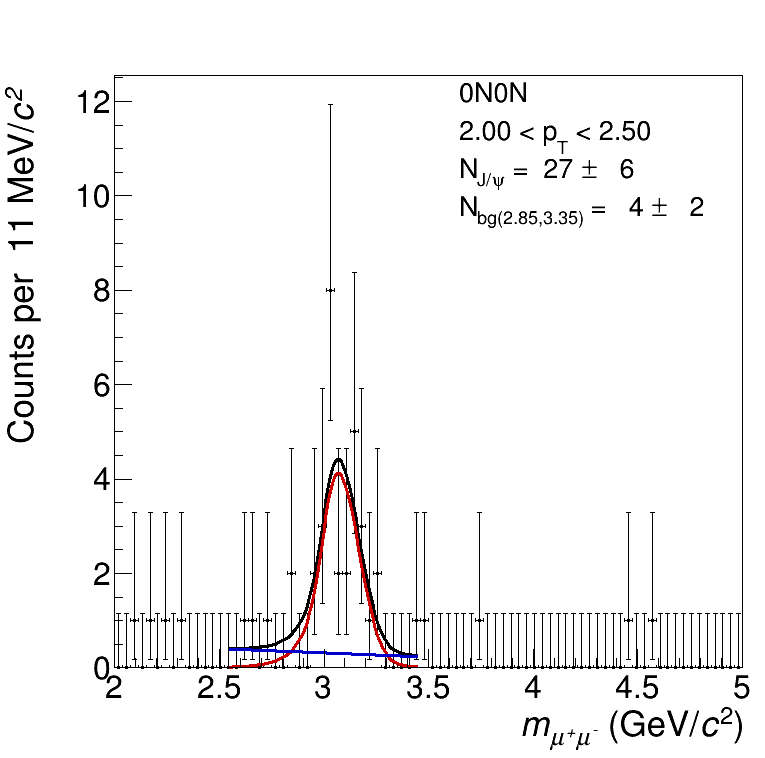 Counts per 11 MeV/c²
12
10
8
6
4
2
0
0N0N
2.00 < p_T < 2.50
N_J/ψ = 27 ± 6
N_bg(2.85,3.35) = 4 ± 2
2 2.5 3 3.5 4 4.5 5
m_μ⁺μ⁻ (GeV/c²)